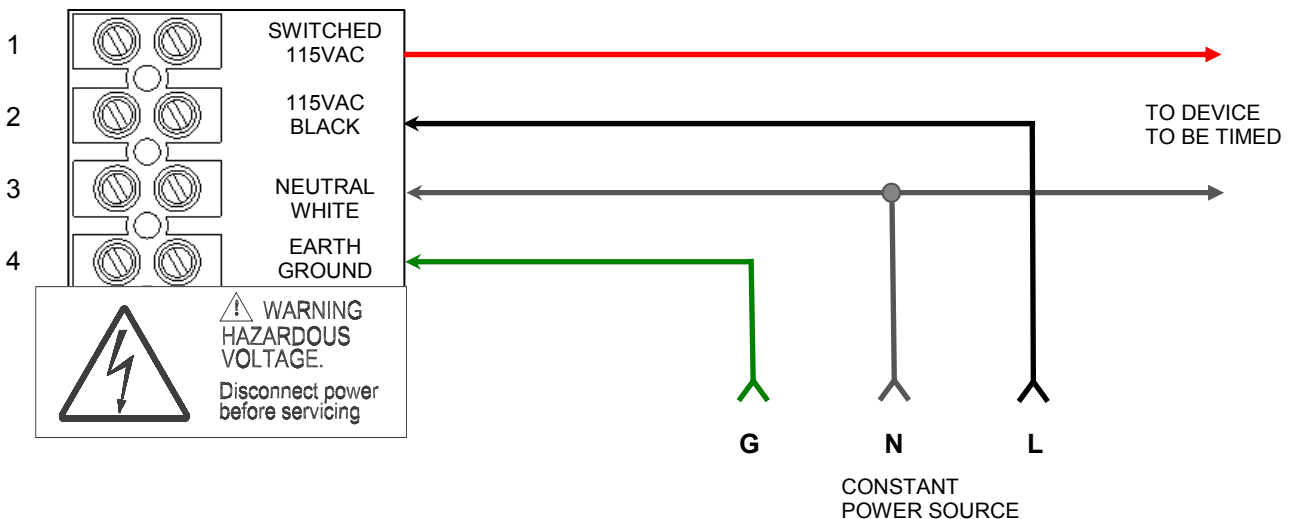 1
SWITCHED
115VAC
2
115VAC
BLACK
TO DEVICE
TO BE TIMED
3
NEUTRAL
WHITE
4
EARTH
GROUND
! WARNING
HAZARDOUS
VOLTAGE.
Disconnect power
before servicing
G
N
L
CONSTANT
POWER SOURCE